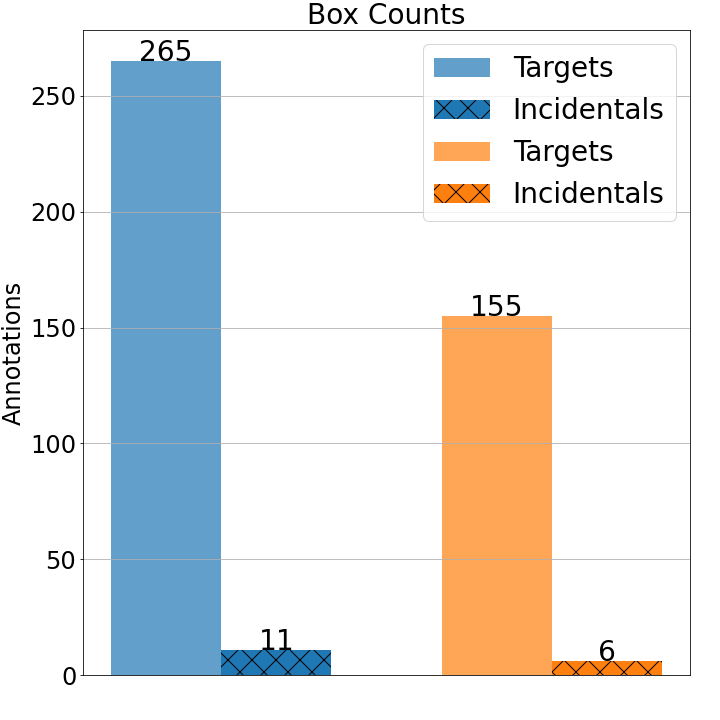 Box Counts
265
Targets
Incidentals
Targets
Incidentals
250
200
155
150
Annotations
100
50
11
6
0